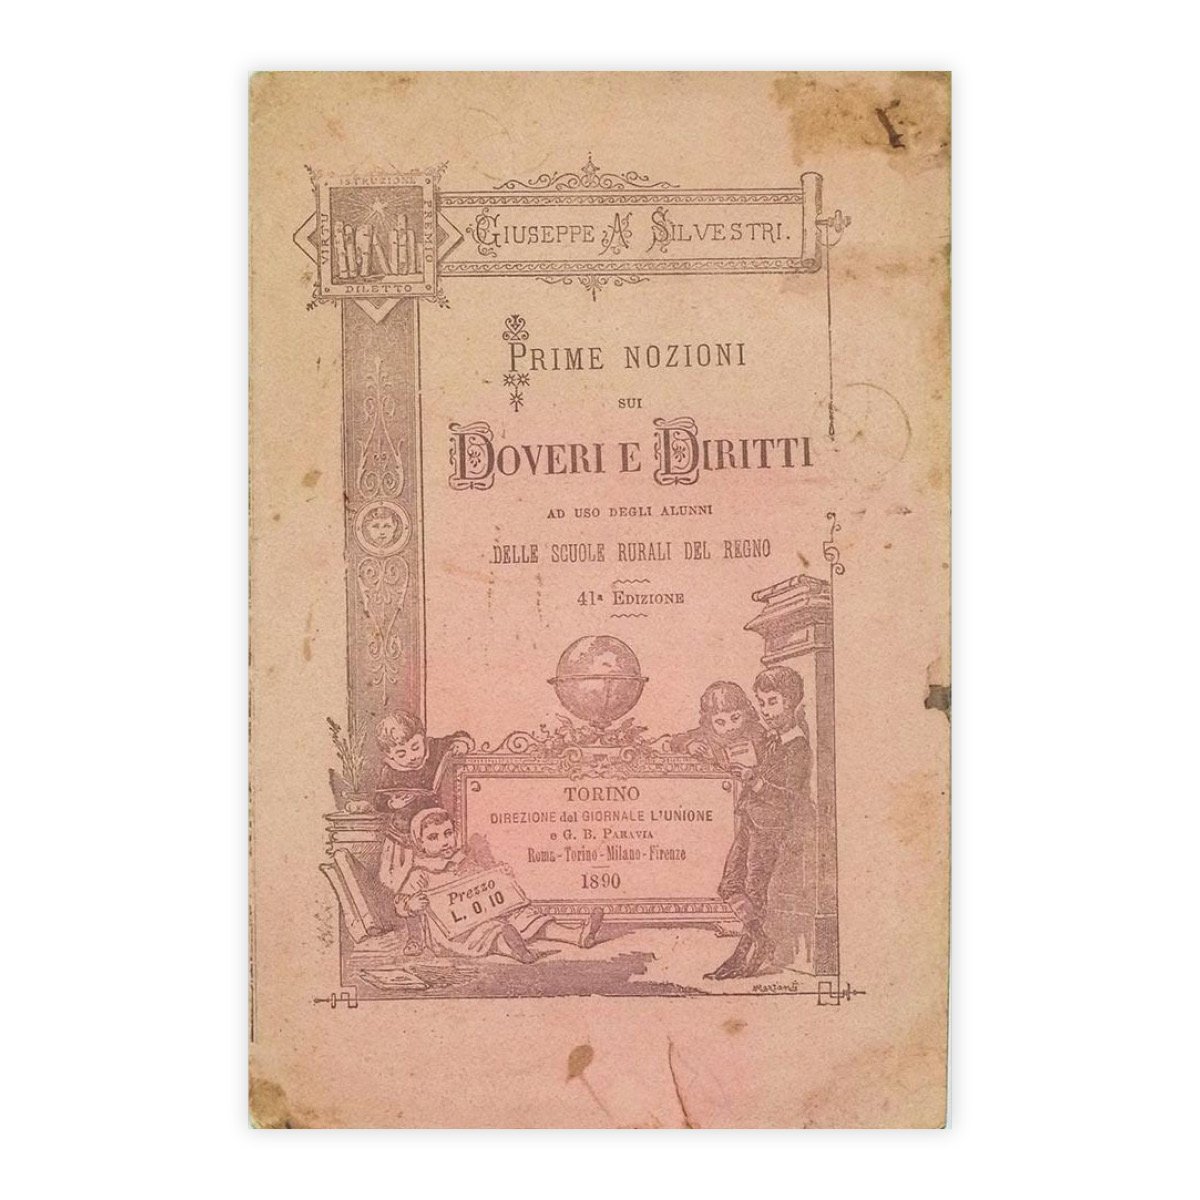 ISTRUZIONE
VIRTU
PREMIO
DILETTO
GIUSEPPE A. SILVESTRI.
PRIME NOZIONI
SUI
DOVERI E DIRITTI
AD USO DEGLI ALUNNI
DELLE SCUOLE RURALI DEL REGNO
41ª EDIZIONE
TORINO
DIREZIONE del GIORNALE L'UNIONE
e G. B. PARAVIA
Roma - Torino - Milano - Firenze
1890
Prezzo
L. 0,10